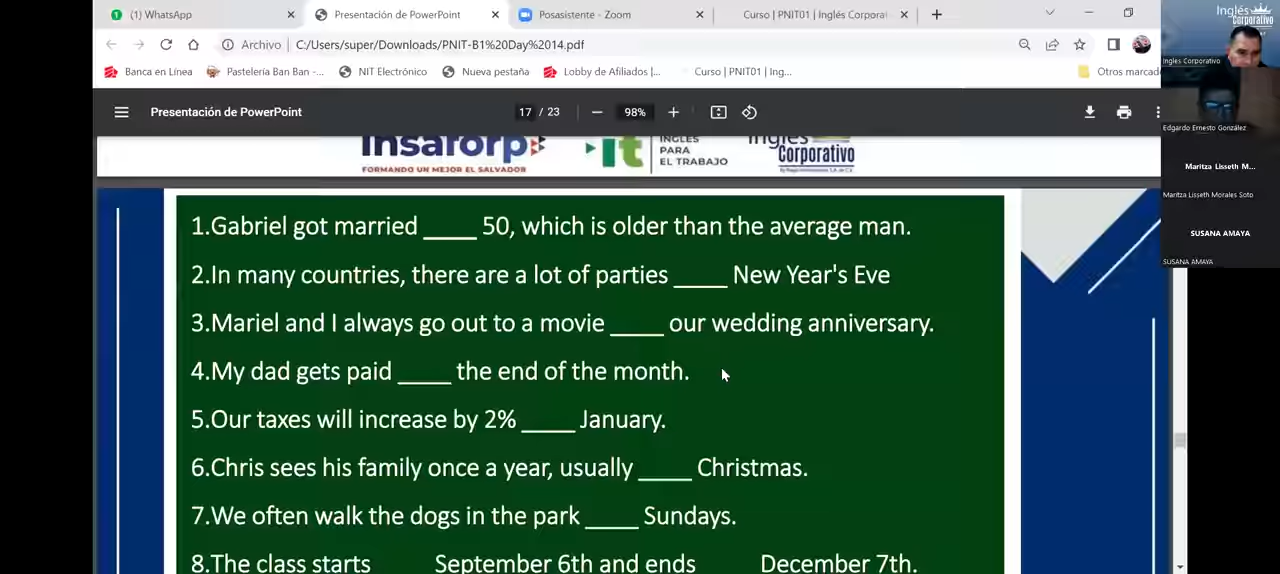 (1) WhatsApp
Presentación de PowerPoint
Posasistente - Zoom
Curso | PNIT01 | Inglés Corporat
Archivo
C:/Users/super/Downloads/PNIT-B1%20Day%2014.pdf
Banca en Línea
Pastelería Ban Ban -...
NIT Electrónico
Nueva pestaña
Lobby de Afiliados |...
Curso | PNIT01 | Ing...
Otros marcad
Presentación de PowerPoint
17 / 23
98%
Insaforp
FORMANDO UN MEJOR EL SALVADOR
it
INGLÉS
PARA
EL TRABAJO
Inglés
Corporativo
1.Gabriel got married ____ 50, which is older than the average man.
2.In many countries, there are a lot of parties ____ New Year's Eve
3.Mariel and I always go out to a movie ____ our wedding anniversary.
4.My dad gets paid ____ the end of the month.
5.Our taxes will increase by 2% ____ January.
6.Chris sees his family once a year, usually ____ Christmas.
7.We often walk the dogs in the park ____ Sundays.
8.The class starts September 6th and ends December 7th.
Inglés
Corporativo
Inglés Corporativo
Edgardo Ernesto González
Maritza Lisseth M...
Maritza Lisseth Morales Soto
SUSANA AMAYA
SUSANA AMAYA